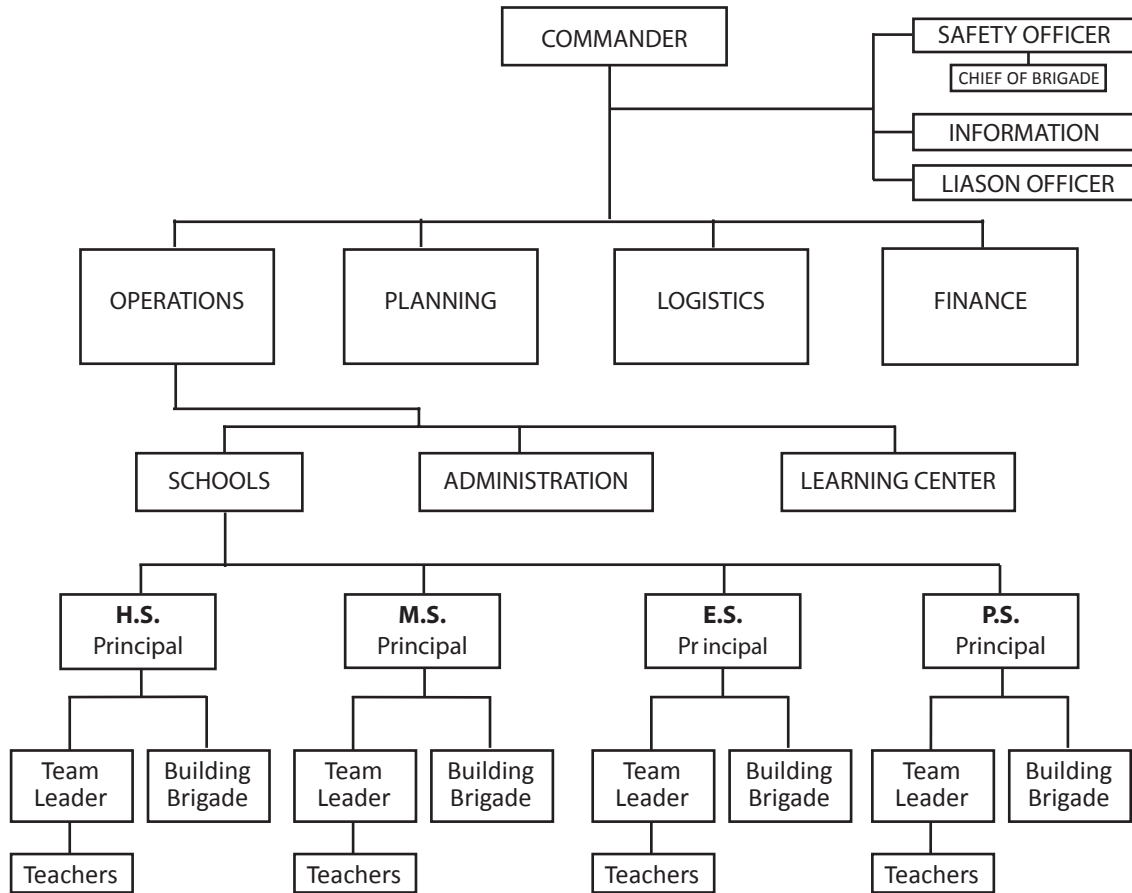 COMMANDER
SAFETY OFFICER
CHIEF OF BRIGADE
INFORMATION
LIASON OFFICER
OPERATIONS
PLANNING
LOGISTICS
FINANCE
SCHOOLS
ADMINISTRATION
LEARNING CENTER
H.S.
Principal
M.S.
Principal
E.S.
Principal
P.S.
Principal
Team
Leader
Building
Brigade
Team
Leader
Building
Brigade
Team
Leader
Building
Brigade
Team
Leader
Building
Brigade
Teachers
Teachers
Teachers
Teachers